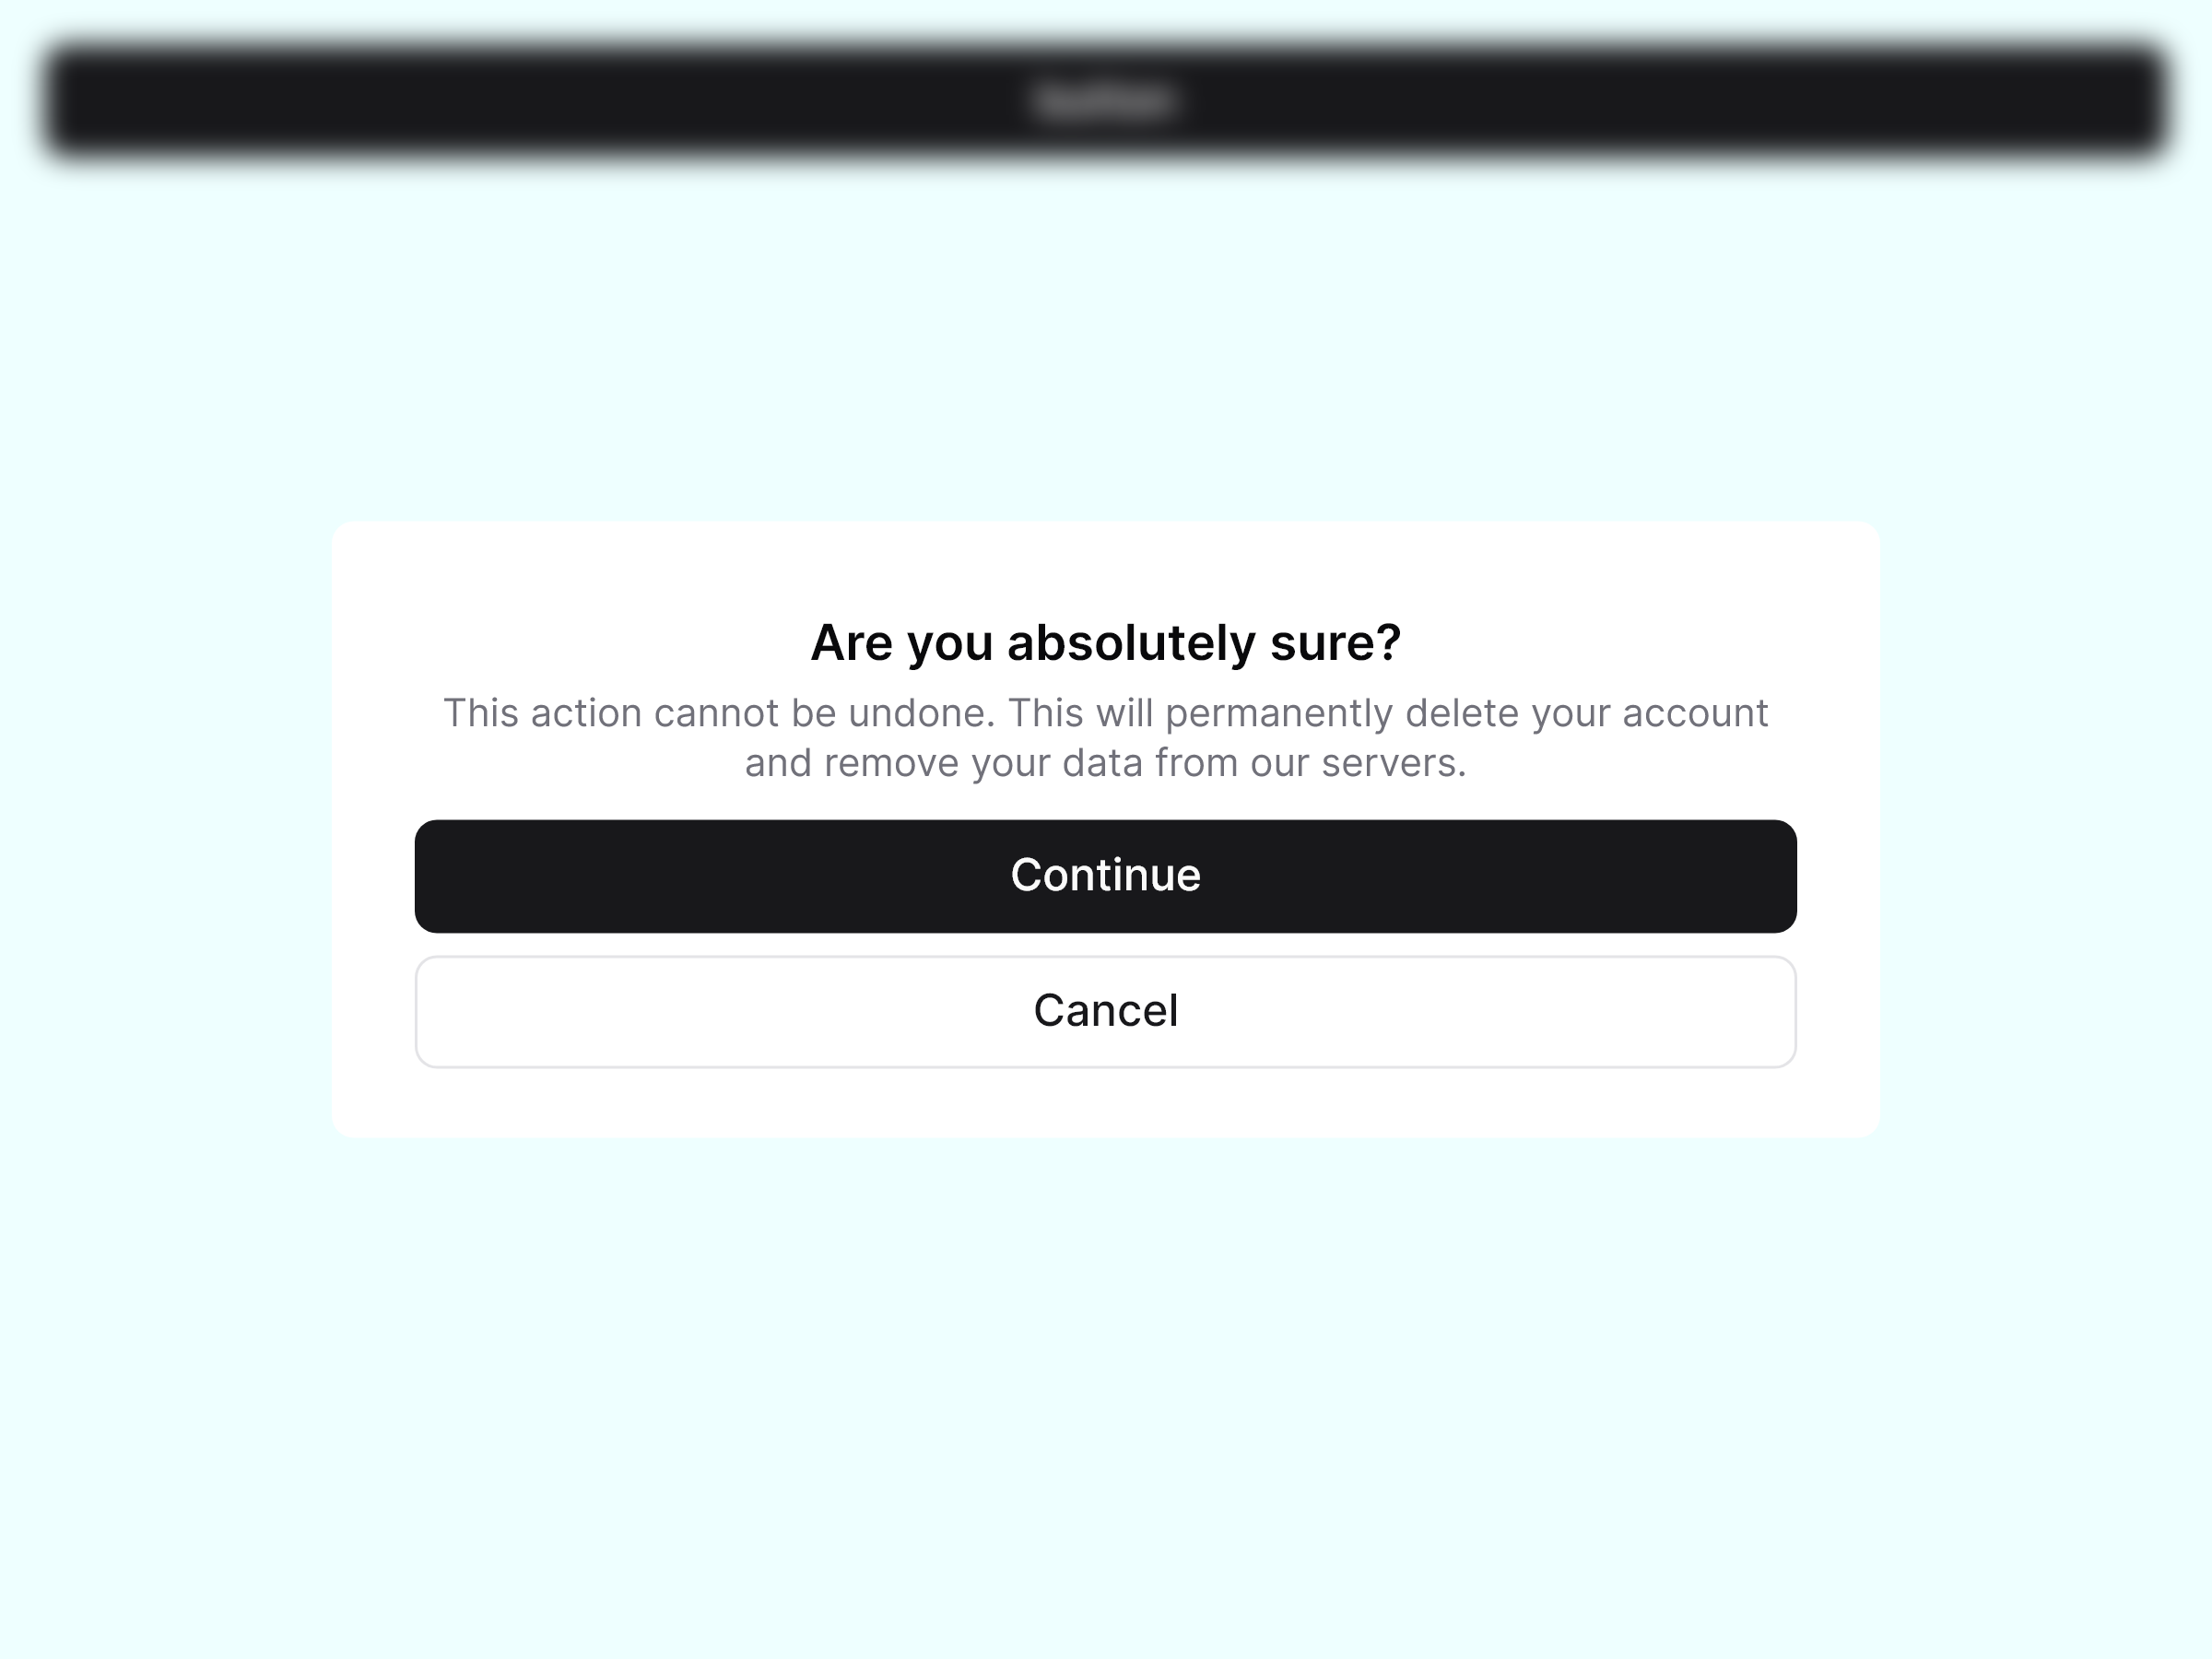 Are you absolutely sure?
This action cannot be undone. This will permanently delete your account
and remove your data from our servers.
Continue
Cancel